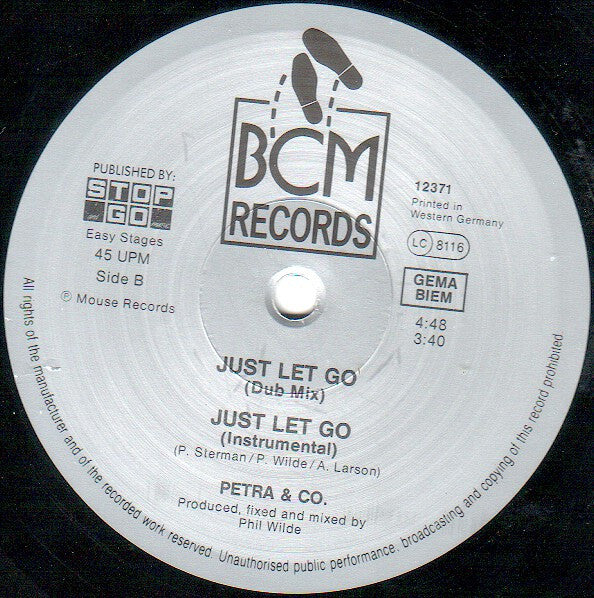 BCM
RECORDS
PUBLISHED BY:
STOP
GO
Easy Stages
45 UPM
Side B
℗ Mouse Records
12371
Printed in
Western Germany
LC 8116
GEMA
BIEM
4:48
3:40
JUST LET GO
(Dub Mix)
JUST LET GO
(Instrumental)
(P. Sterman/P. Wilde/A. Larson)
PETRA & CO.
Produced, fixed and mixed by
Phil Wilde
All rights of the manufacturer and of the recorded work reserved. Unauthorised public performance, broadcasting and copying of this record prohibited